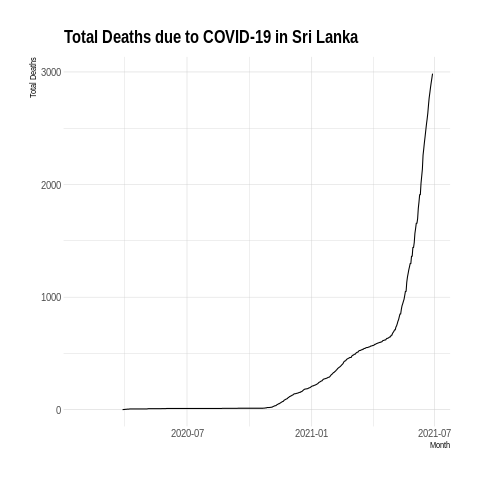 Total Deaths due to COVID-19 in Sri Lanka
Total Deaths
3000
2000
1000
0
2020-07
2021-01
2021-07
Month